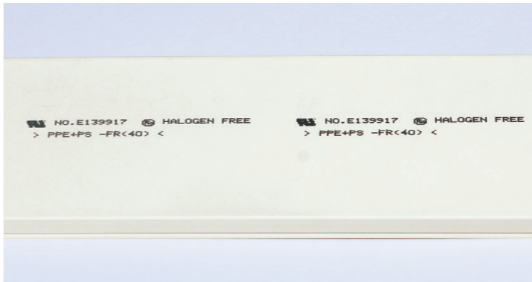 NO.E139917 HALOGEN FREE
> PPE+PS -FR(40) <
NO.E139917 HALOGEN FREE
> PPE+PS -FR(40) <